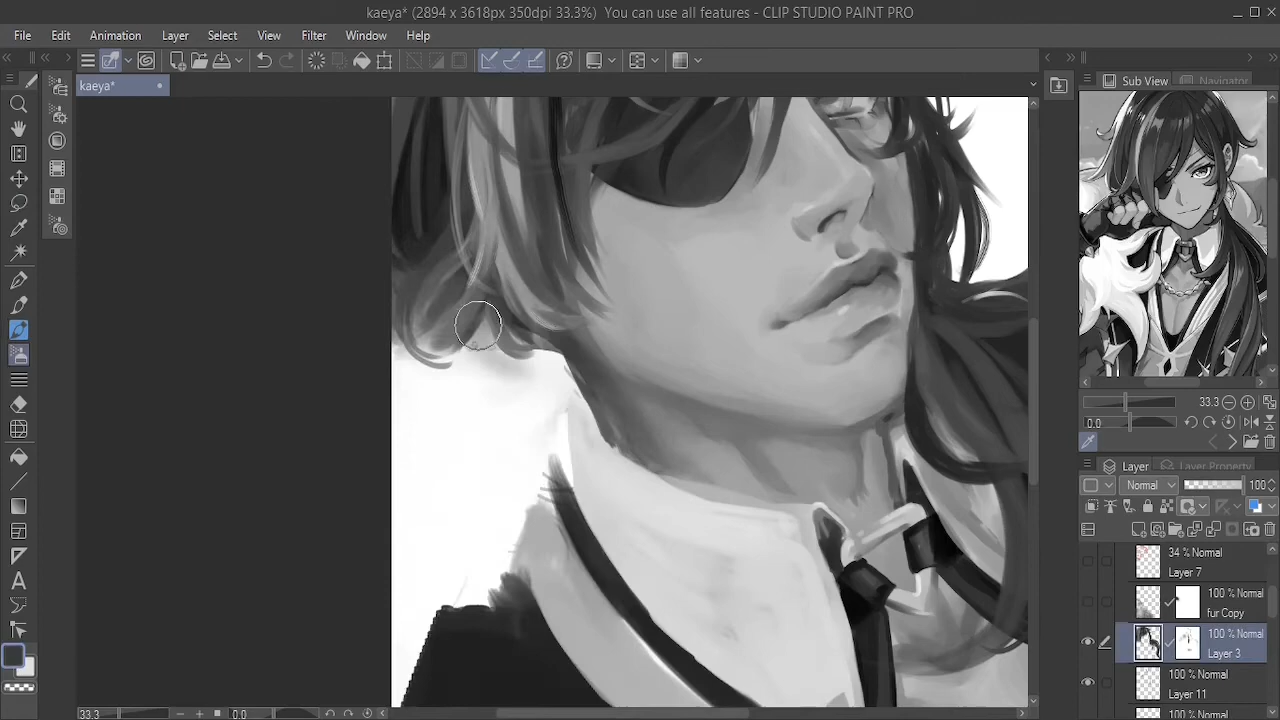 kaeya* (2894 x 3618px 350dpi 33.3%) You can use all features - CLIP STUDIO PAINT PRO
File Edit Animation Layer Select View Filter Window Help
kaeya*
Sub View Navigator
33.3
0.0
Layer Layer Property
Normal 100
34 % Normal
Layer 7
100 % Normal
fur Copy
100 % Normal
Layer 3
100 % Normal
Layer 11
100 % Normal
33.3 0.0